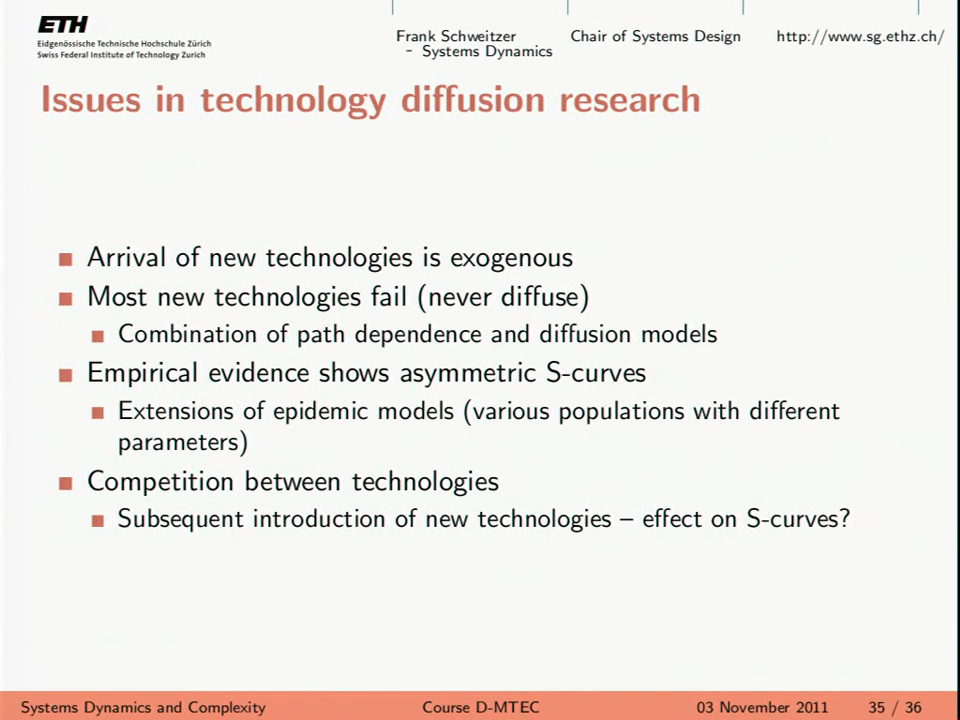 ETH
Eidgenössische Technische Hochschule Zürich
Swiss Federal Institute of Technology Zurich
Frank Schweitzer
- Systems Dynamics
Chair of Systems Design
http://www.sg.ethz.ch/
Issues in technology diffusion research
Arrival of new technologies is exogenous
Most new technologies fail (never diffuse)
Combination of path dependence and diffusion models
Empirical evidence shows asymmetric S-curves
Extensions of epidemic models (various populations with different
parameters)
Competition between technologies
Subsequent introduction of new technologies – effect on S-curves?
Systems Dynamics and Complexity
Course D-MTEC
03 November 2011
35 / 36